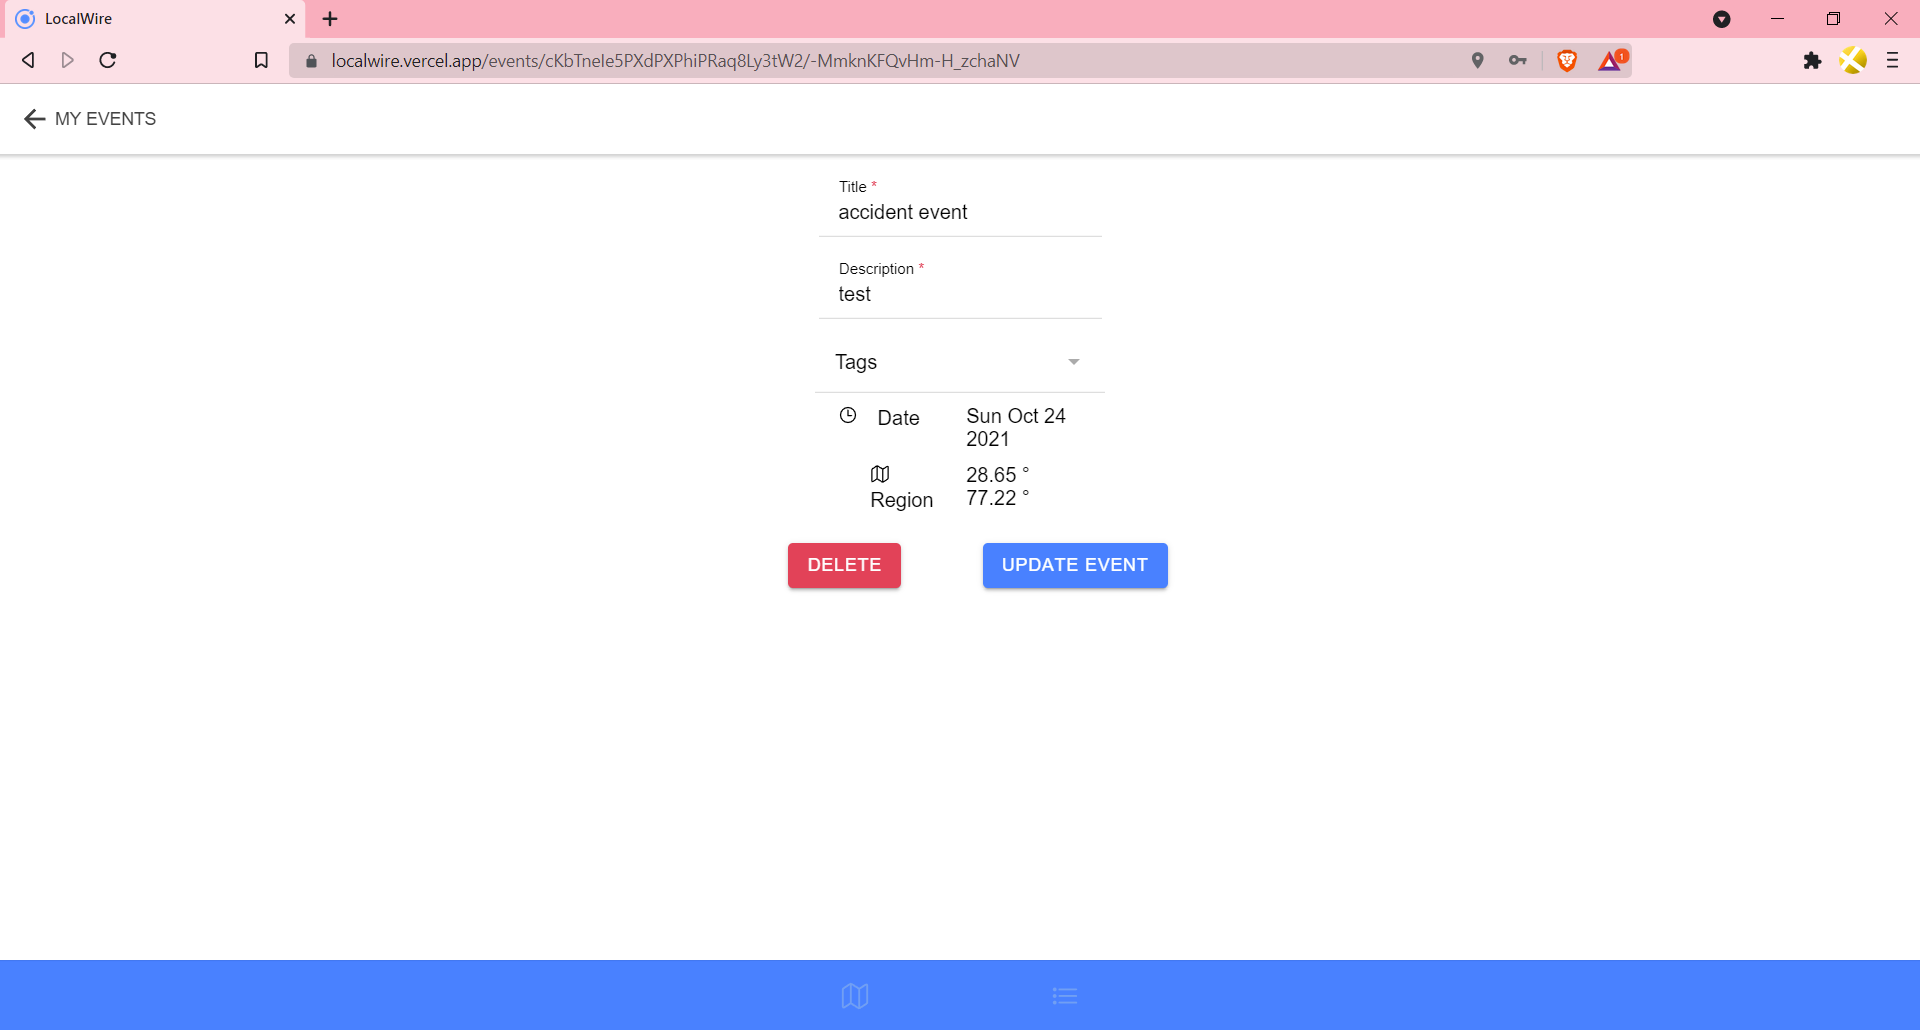 LocalWire
localwire.vercel.app/events/cKbTnele5PXdPXPhiPRaq8Ly3tW2/-MmknKFQvHm-H_zchaNV
1
MY EVENTS
Title *
accident event
Description *
test
Tags
Date
Sun Oct 24
2021
Region
28.65 °
77.22 °
DELETE
UPDATE EVENT